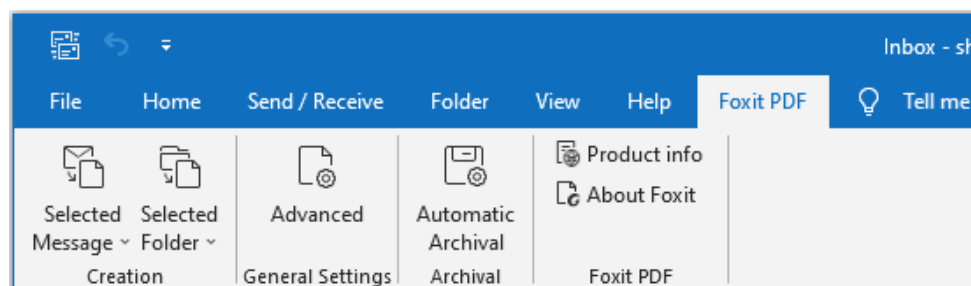 Inbox - sh
File Home Send / Receive Folder View Help Foxit PDF Tell me
Selected Message Selected Folder Advanced Automatic Archival Product info
About Foxit
Creation General Settings Archival Foxit PDF